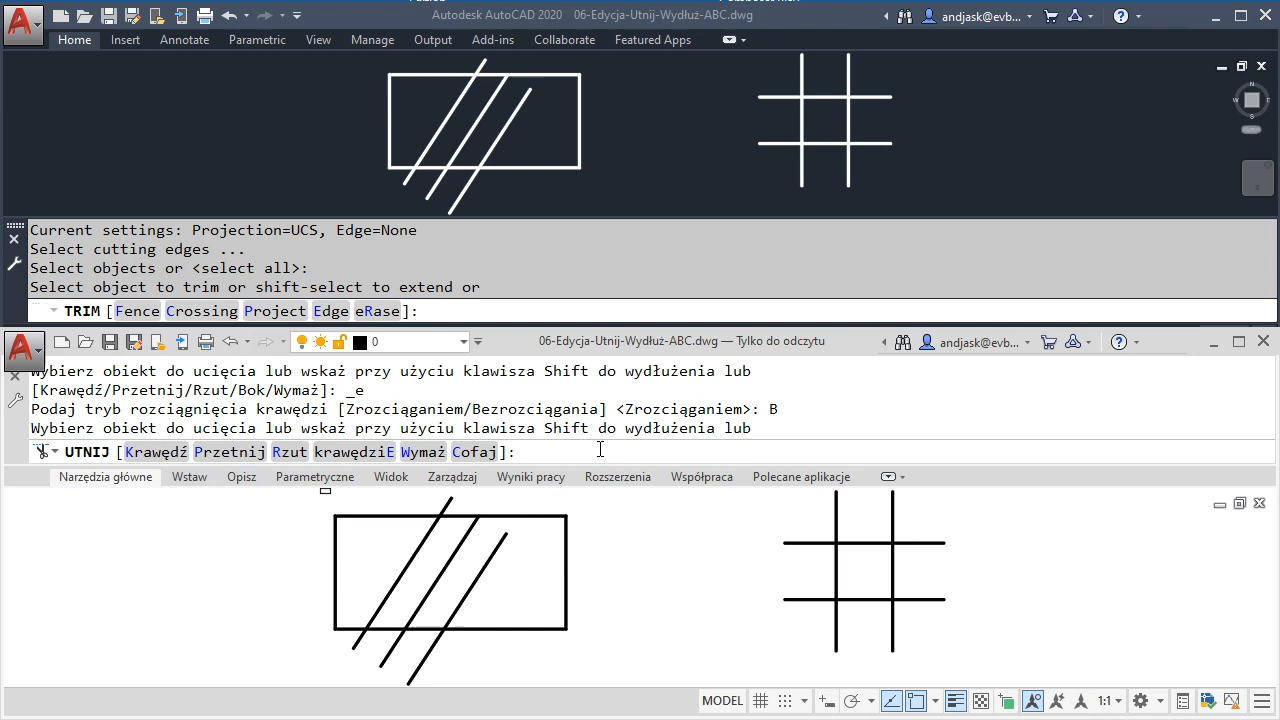 Autodesk AutoCAD 2020 06-Edycja-Utnij-Wydłuż-ABC.dwg andjask@evb...
Home Insert Annotate Parametric View Manage Output Add-ins Collaborate Featured Apps
N
W
S
Current settings: Projection=UCS, Edge=None
Select cutting edges ...
Select objects or <select all>:
Select object to trim or shift-select to extend or
TRIM [Fence Crossing Project Edge eRase]:
0 06-Edycja-Utnij-Wydłuż-ABC.dwg — Tylko do odczytu andjask@evb...
Wybierz obiekt do ucięcia lub wskaż przy użyciu klawisza Shift do wydłużenia lub
[Krawędź/Przetnij/Rzut/Bok/Wymaż]: _e
Podaj tryb rozciągnięcia krawędzi [Zrozciąganiem/Bezrozciągania] <Zrozciąganiem>: B
Wybierz obiekt do ucięcia lub wskaż przy użyciu klawisza Shift do wydłużenia lub
UTNIJ [Krawędź Przetnij Rzut krawędziE Wymaż Cofaj]:
Narzędzia główne Wstaw Opisz Parametryczne Widok Zarządzaj Wyniki pracy Rozszerzenia Współpraca Polecane aplikacje
MODEL 1:1